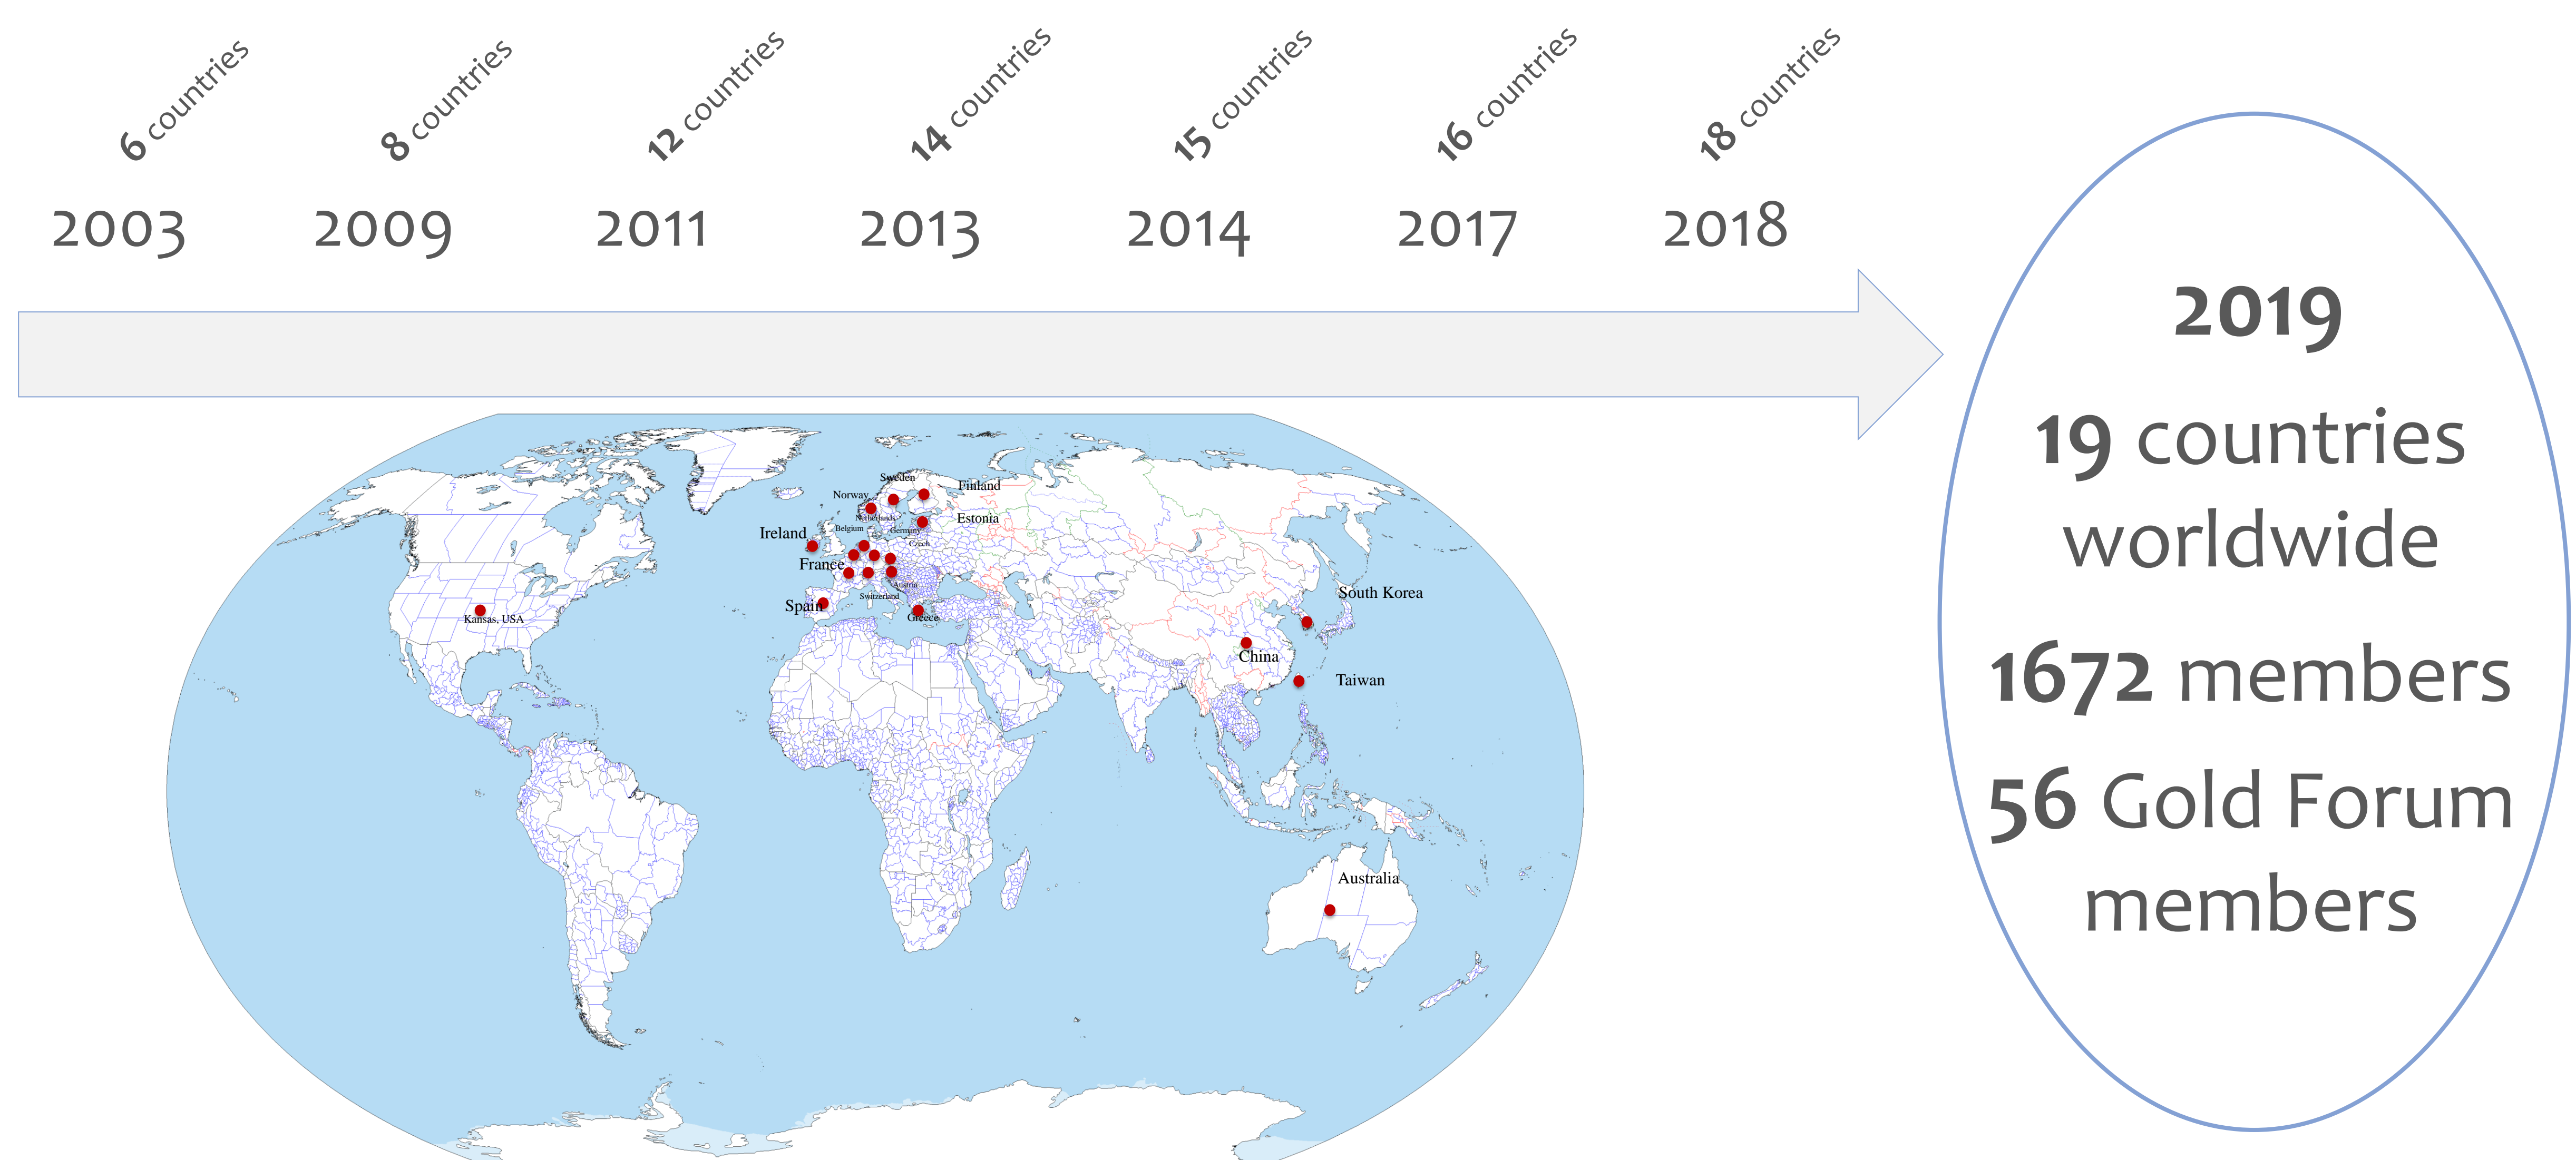 6 countries
8 countries
12 countries
14 countries
15 countries
16 countries
18 countries
2003
2009
2011
2013
2014
2017
2018
2019
19 countries
worldwide
1672 members
56 Gold Forum
members
Sweden
Finland
Norway
Netherlands
Estonia
Belgium
Germany
Ireland
Czech
France
Austria
Switzerland
Spain
Greece
Kansas, USA
South Korea
China
Taiwan
Australia